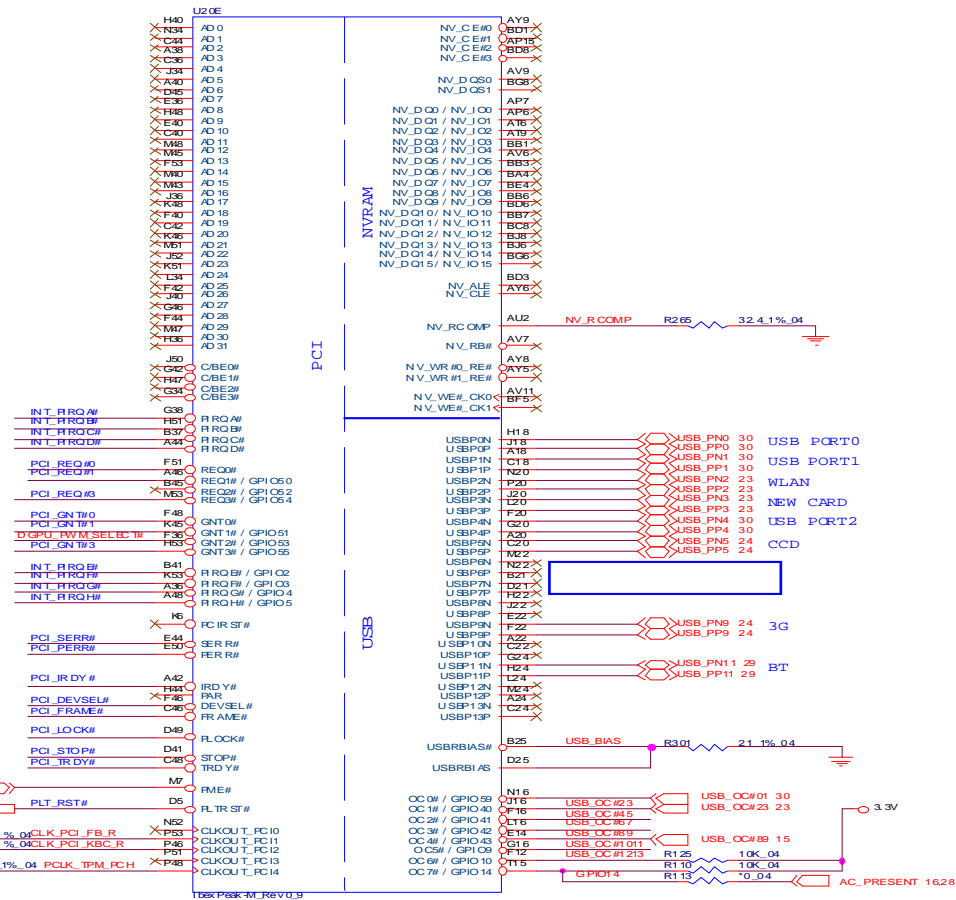 U20E
H40 AD0
N34 AD1
C44 AD2
A38 AD3
C36 AD4
J34 AD5
A40 AD6
D45 AD7
E36 AD8
H48 AD9
E40 AD10
C40 AD11
M48 AD12
M45 AD13
F53 AD14
M40 AD15
M43 AD16
J36 AD17
K48 AD18
F40 AD19
C42 AD20
K46 AD21
M51 AD22
J52 AD23
K51 AD24
L34 AD25
F42 AD26
J40 AD27
G46 AD28
F44 AD29
M47 AD30
H36 AD31
J50 C/BE0#
G42 C/BE1#
H47 C/BE2#
G34 C/BE3#
INT_PIRQA# G38 PIRQA#
INT_PIRQB# H51 PIRQB#
INT_PIRQC# B37 PIRQC#
INT_PIRQD# A44 PIRQD#
PCI_REQ#0 F51 REQ0#
PCI_REQ#1 A46 REQ1# / GPIO50
B45 REQ2# / GPIO52
PCI_REQ#3 M53 REQ3# / GPIO54
PCI_GNT#0 F48 GNT0#
PCI_GNT#1 K45 GNT1# / GPIO51
DGPU_PWM_SELECT# F36 GNT2# / GPIO53
PCI_GNT#3 H53 GNT3# / GPIO55
INT_PIRQE# B41 PIRQE# / GPIO2
INT_PIRQF# K53 PIRQF# / GPIO3
INT_PIRQG# A36 PIRQG# / GPIO4
INT_PIRQH# A48 PIRQH# / GPIO5
K6 PCIRST#
PCI_SERR# E44 SERR#
PCI_PERR# E50 PERR#
PCI_IRDY# A42 IRDY#
H44 PAR
PCI_DEVSEL# F46 DEVSEL#
PCI_FRAME# C46 FRAME#
PCI_LOCK# D49 PLOCK#
PCI_STOP# D41 STOP#
PCI_TRDY# C48 TRDY#
M7 PME#
PLT_RST# D5 PLTRST#
N52 CLKOUT_PCI0
%_04 CLK_PCI_FB_R P53 CLKOUT_PCI1
%_04 CLK_PCI_KBC_R P46 CLKOUT_PCI2
P51 CLKOUT_PCI3
1%_04 PCLK_TPM_PCH P48 CLKOUT_PCI4
IbexPeak-M_Rev0_9
PCI
NVRAM
USB
NV_CE#0 AY9
NV_CE#1 BD1
NV_CE#2 AP15
NV_CE#3 BD8
NV_DQS0 AV9
NV_DQS1 BG8
NV_DQ0 / NV_IO0 AP7
NV_DQ1 / NV_IO1 AP6
NV_DQ2 / NV_IO2 AT6
NV_DQ3 / NV_IO3 AT9
NV_DQ4 / NV_IO4 BB1
NV_DQ5 / NV_IO5 AV6
NV_DQ6 / NV_IO6 BB3
NV_DQ7 / NV_IO7 BA4
NV_DQ8 / NV_IO8 BE4
NV_DQ9 / NV_IO9 BB6
NV_DQ10 / NV_IO10 BD6
NV_DQ11 / NV_IO11 BB7
NV_DQ12 / NV_IO12 BC8
NV_DQ13 / NV_IO13 BJ8
NV_DQ14 / NV_IO14 BJ6
NV_DQ15 / NV_IO15 BG6
NV_ALE BD3
NV_CLE AY6
NV_RCOMP AU2 NV_RCOMP R265 32.4_1%_04
NV_RB# AV7
NV_WR#0_RE# AY8
NV_WR#1_RE# AY5
NV_WE#_CK0 AV11
NV_WE#_CK1 BF5
USBP0N H18 USB_PN0 30 USB PORT0
USBP0P J18 USB_PP0 30
USBP1N A18 USB_PN1 30 USB PORT1
USBP1P C18 USB_PP1 30
USBP2N N20 USB_PN2 23 WLAN
USBP2P P20 USB_PP2 23
USBP3N J20 USB_PN3 23 NEW CARD
USBP3P L20 USB_PP3 23
USBP4N F20 USB_PN4 30 USB PORT2
USBP4P G20 USB_PP4 30
USBP5N A20 USB_PN5 24 CCD
USBP5P C20 USB_PP5 24
USBP6N M22
USBP6P N22
USBP7N B21
USBP7P D21
USBP8N H22
USBP8P J22
USBP9N E22 USB_PN9 24 3G
USBP9P F22 USB_PP9 24
USBP10N A22
USBP10P C22
USBP11N G24 USB_PN11 29 BT
USBP11P H24 USB_PP11 29
USBP12N L24
USBP12P M24
USBP13N A24
USBP13P C24
USBRBIAS# B25 USB_BIAS R301 21_1%_04
USBRBIAS D25
OC0# / GPIO59 N16 USB_OC#01 30
OC1# / GPIO40 J16 USB_OC#23 USB_OC#23 23
OC2# / GPIO41 F16 USB_OC#45 3.3V
OC3# / GPIO42 L16 USB_OC#67
OC4# / GPIO43 E14 USB_OC#89 USB_OC#89 15
OC5# / GPIO9 G16 USB_OC#1011
OC6# / GPIO10 F12 USB_OC#1213 R125 10K_04
OC7# / GPIO14 T15 GPIO14 R110 10K_04
R113 *0_04 AC_PRESENT 16,28